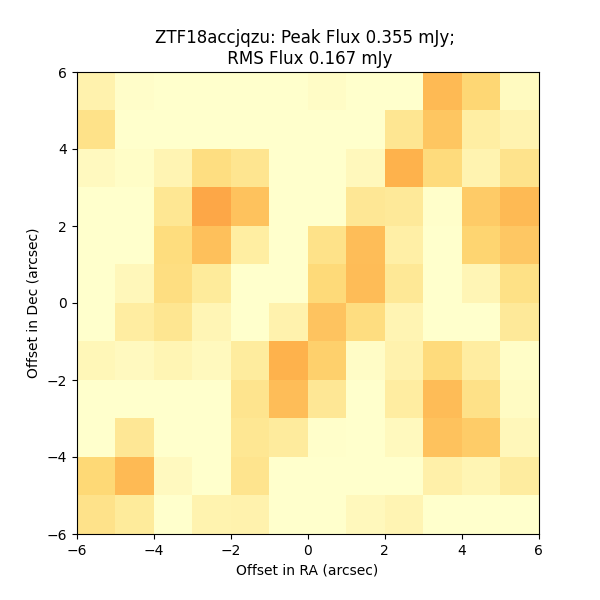 ZTF18accjqzu: Peak Flux 0.355 mJy;
RMS Flux 0.167 mJy
6
4
2
0
−2
−4
−6
Offset in Dec (arcsec)
−6 −4 −2 0 2 4 6
Offset in RA (arcsec)